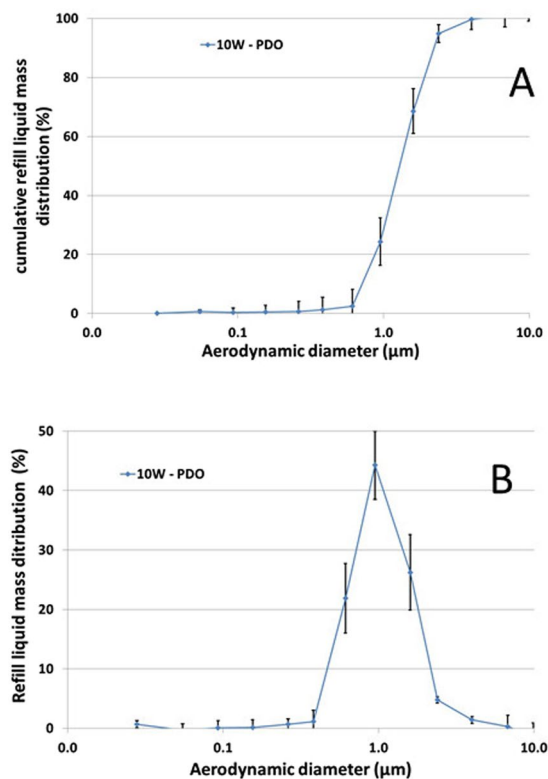 100
80
60
40
20
0
cumulative refill liquid mass
distribution (%)
10W - PDO
A
0.0 0.1 1.0 10.0
Aerodynamic diameter (μm)
50
40
30
20
10
0
Refill liquid mass ditribution (%)
10W - PDO
B
0.0 0.1 1.0 10.0
Aerodynamic diameter (μm)